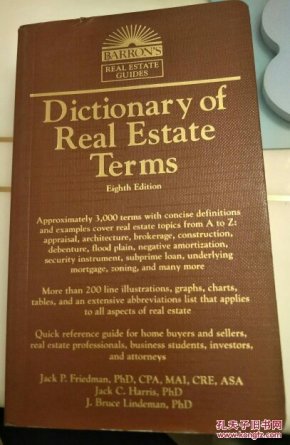 BARRON'S
REAL ESTATE
GUIDES
Dictionary of
Real Estate
Terms
Eighth Edition
Approximately 3,000 terms with concise definitions
and examples cover real estate topics from A to Z:
appraisal, architecture, brokerage, construction,
debenture, flood plain, negative amortization,
security instrument, subprime loan, underlying
mortgage, zoning, and many more
More than 200 line illustrations, graphs, charts,
tables, and an extensive abbreviations list that applies
to all aspects of real estate
Quick reference guide for home buyers and sellers,
real estate professionals, business students, investors,
and attorneys
Jack P. Friedman, PhD, CPA, MAI, CRE, ASA
Jack C. Harris, PhD
J. Bruce Lindeman, PhD
孔夫子旧书网